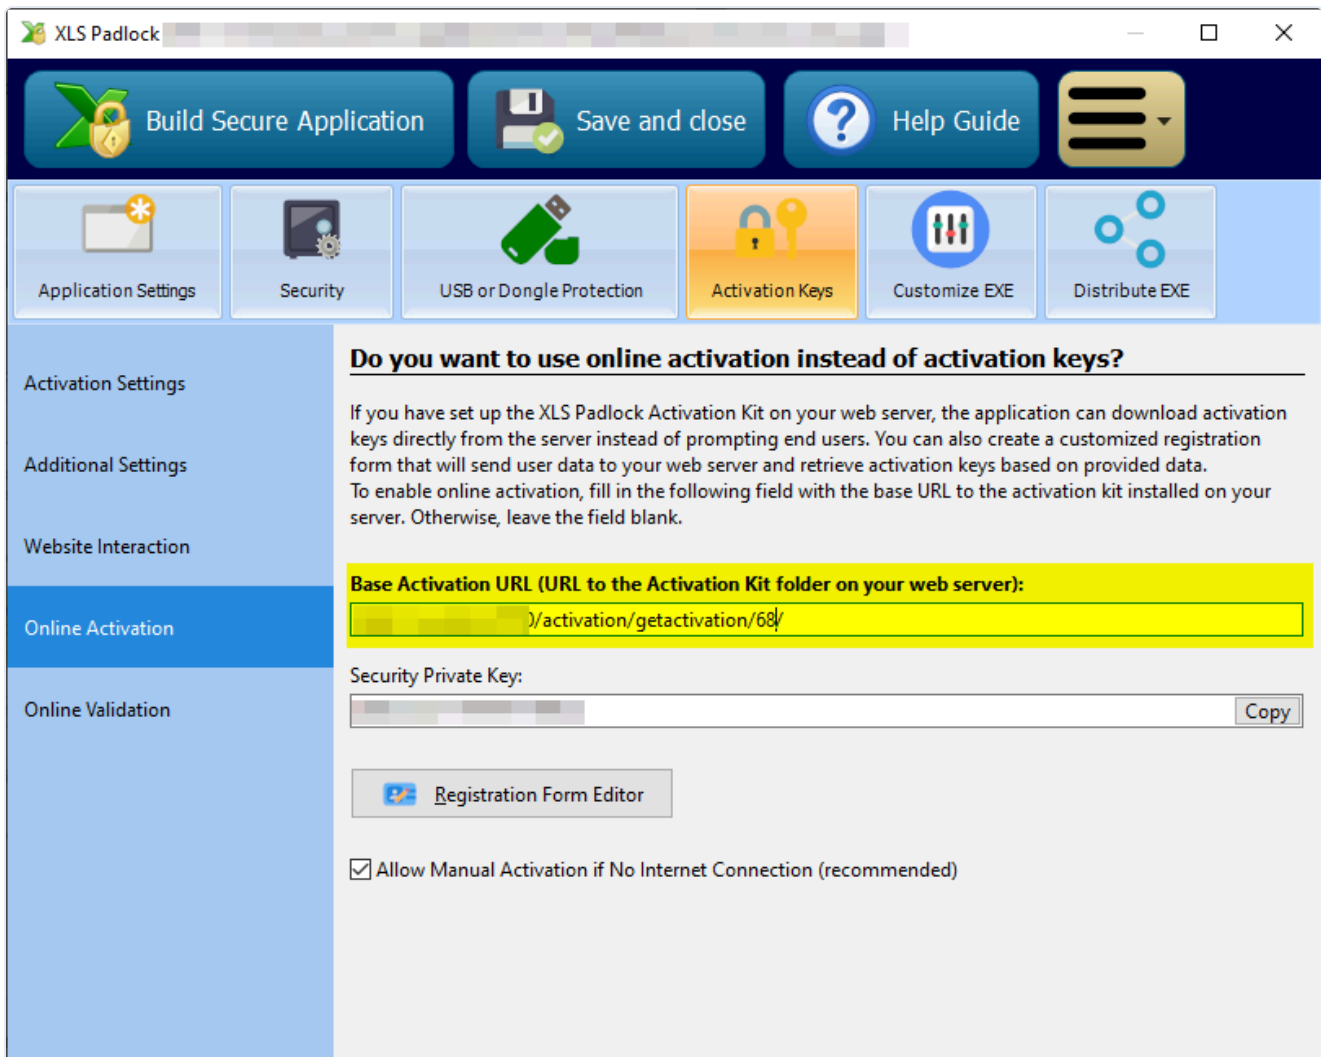 XLS Padlock
Build Secure Application
Save and close
Help Guide
Application Settings
Security
USB or Dongle Protection
Activation Keys
Customize EXE
Distribute EXE
Activation Settings
Additional Settings
Website Interaction
Online Activation
Online Validation
Do you want to use online activation instead of activation keys?
If you have set up the XLS Padlock Activation Kit on your web server, the application can download activation
keys directly from the server instead of prompting end users. You can also create a customized registration
form that will send user data to your web server and retrieve activation keys based on provided data.
To enable online activation, fill in the following field with the base URL to the activation kit installed on your
server. Otherwise, leave the field blank.
Base Activation URL (URL to the Activation Kit folder on your web server):
/activation/getactivation/68/
Security Private Key:
Copy
Registration Form Editor
Allow Manual Activation if No Internet Connection (recommended)